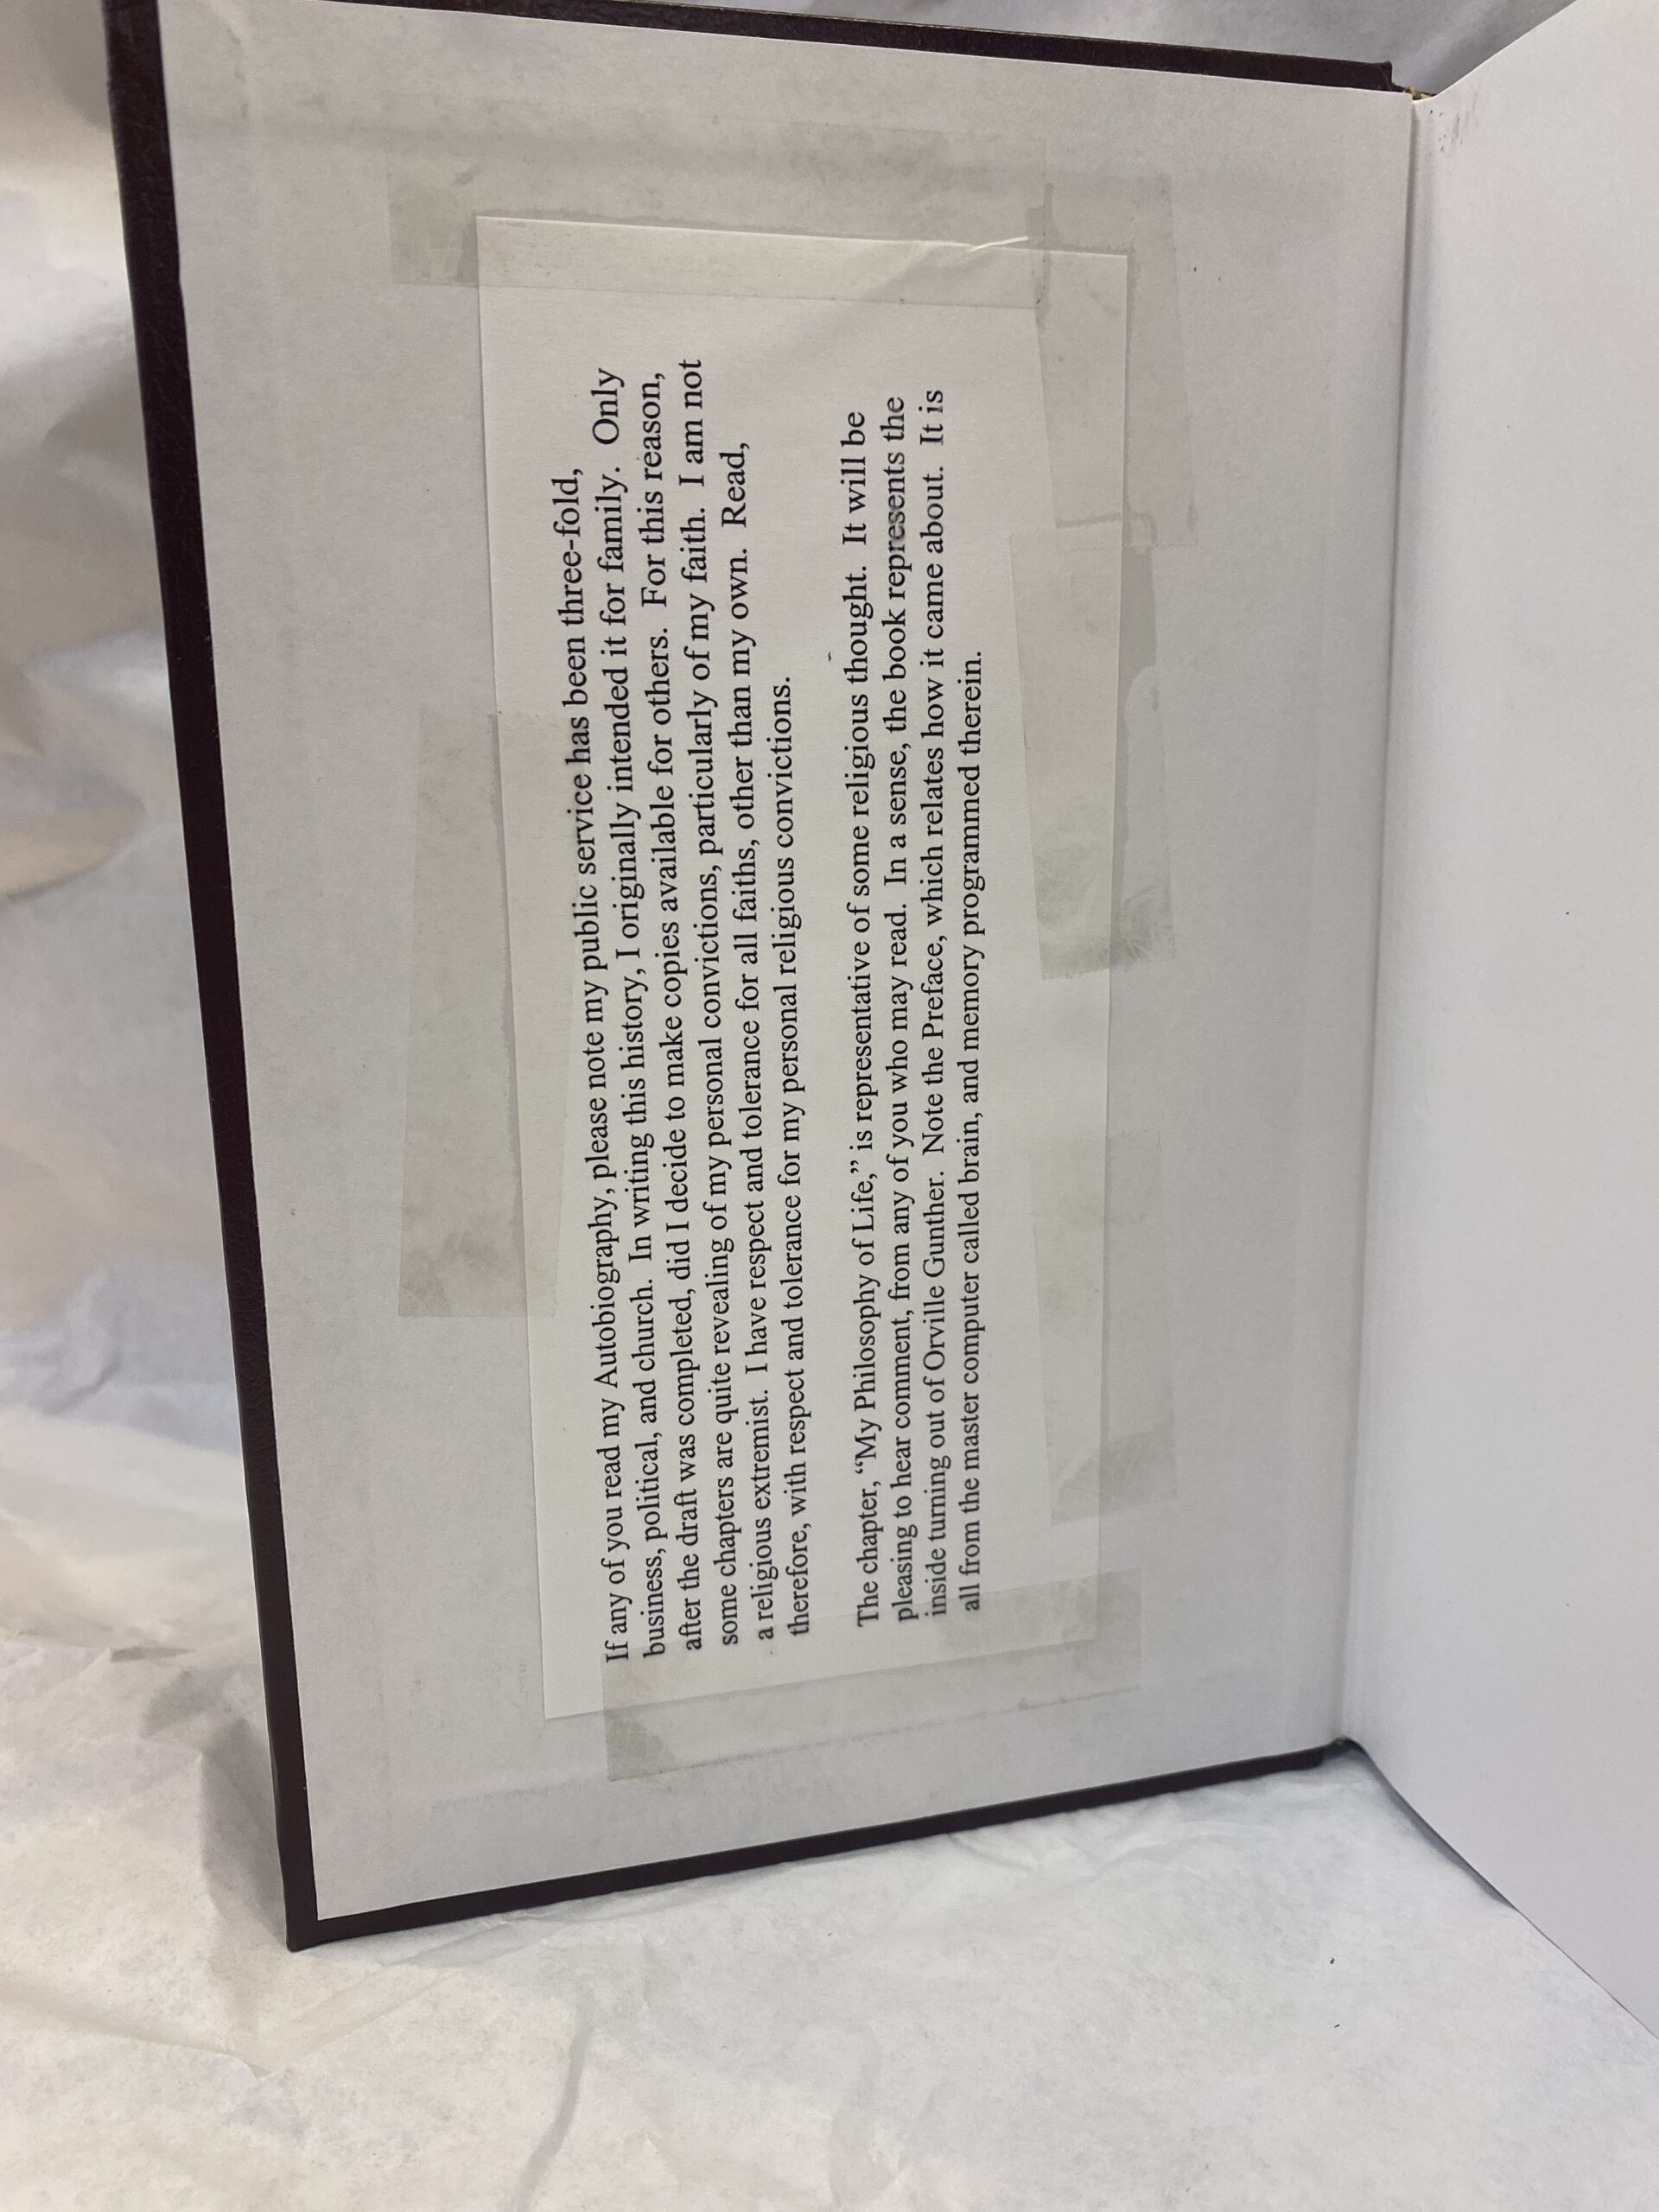 If any of you read my Autobiography, please note my public service has been three-fold,
business, political, and church. In writing this history, I originally intended it for family. Only
after the draft was completed, did I decide to make copies available for others. For this reason,
some chapters are quite revealing of my personal convictions, particularly of my faith. I am not
a religious extremist. I have respect and tolerance for all faiths, other than my own. Read,
therefore, with respect and tolerance for my personal religious convictions.
The chapter, “My Philosophy of Life,” is representative of some religious thought. It will be
pleasing to hear comment, from any of you who may read. In a sense, the book represents the
inside turning out of Orville Gunther. Note the Preface, which relates how it came about. It is
all from the master computer called brain, and memory programmed therein.